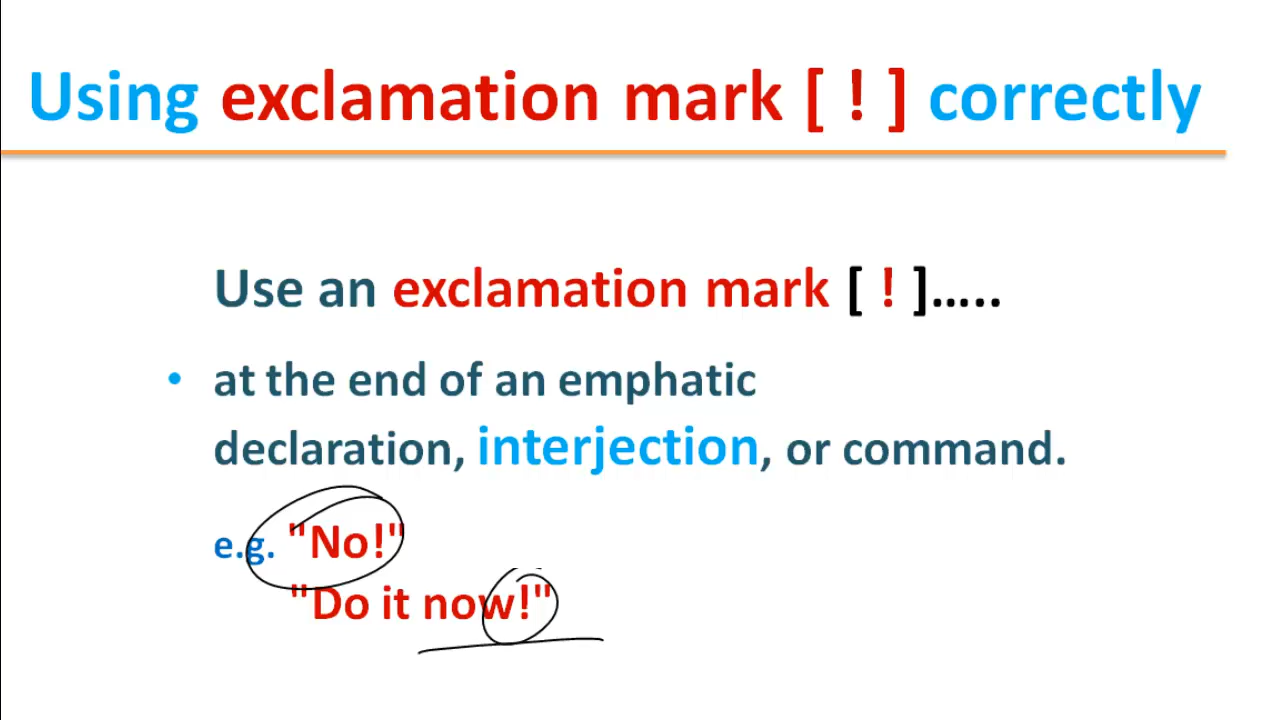 Using exclamation mark [ ! ] correctly
Use an exclamation mark [ ! ]…..
• at the end of an emphatic
declaration, interjection, or command.
e.g. "No!"
"Do it now!"